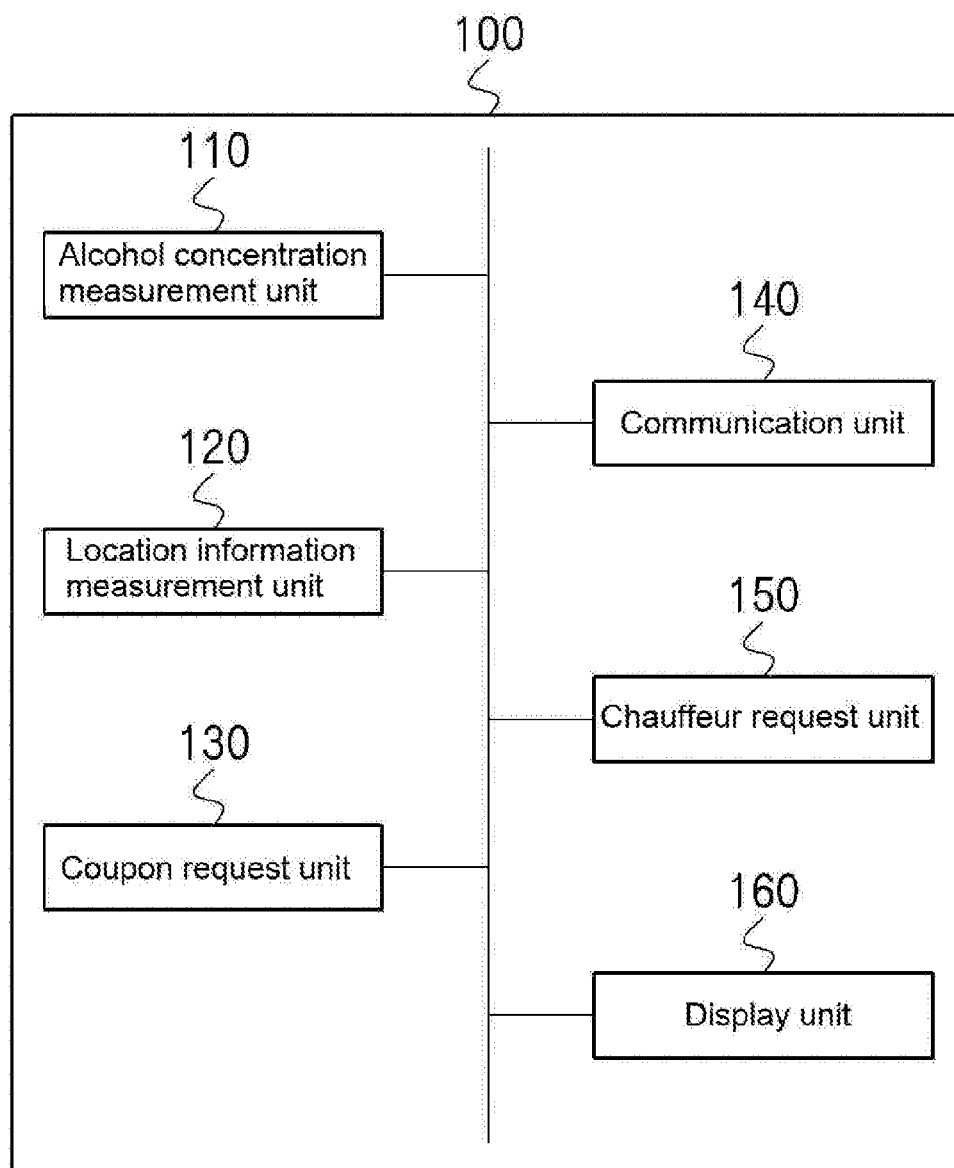 100
110
Alcohol concentration
measurement unit
140
Communication unit
120
Location information
measurement unit
150
Chauffeur request unit
130
Coupon request unit
160
Display unit